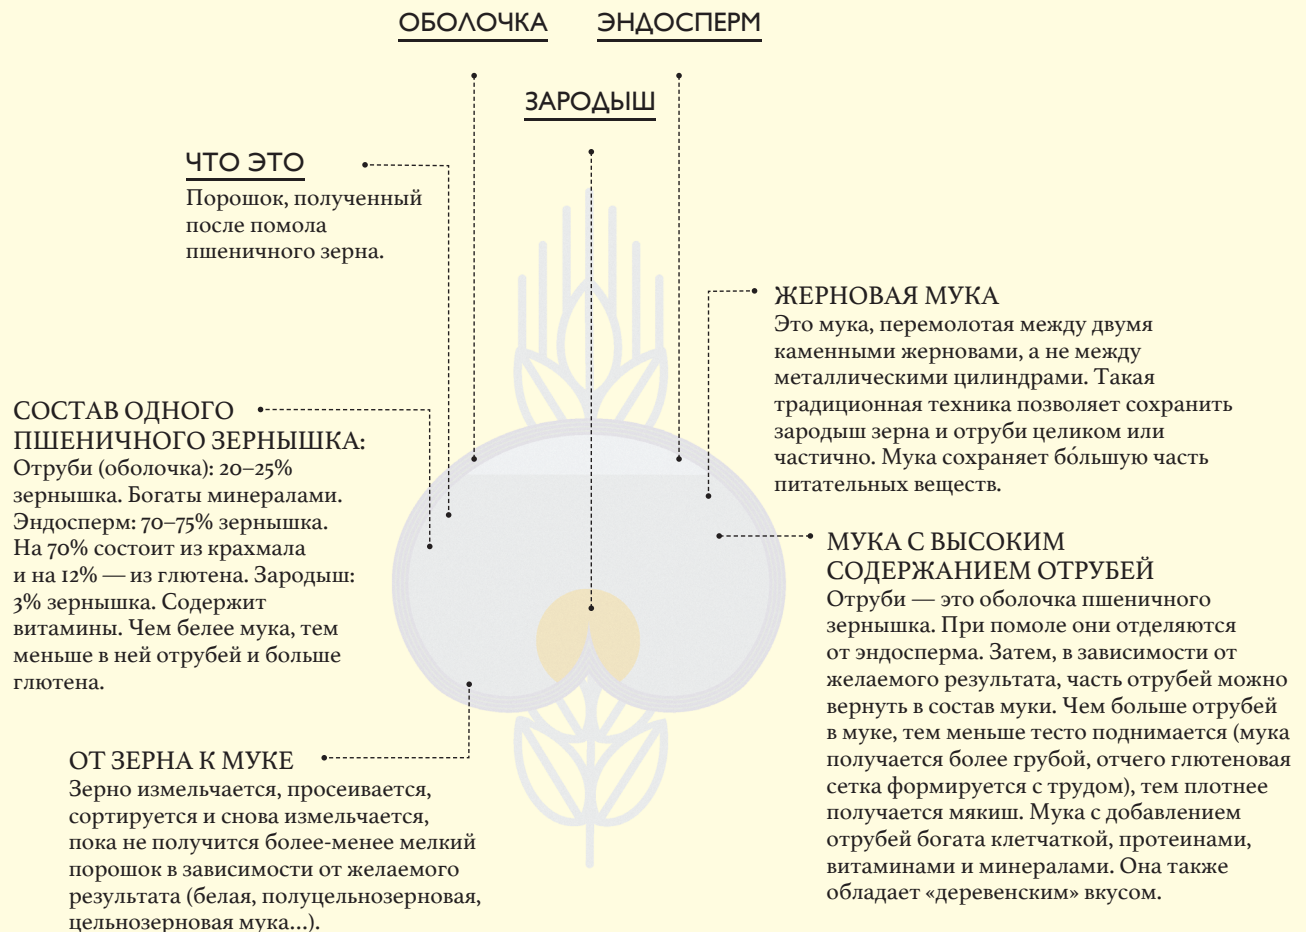 ОБОЛОЧКА
ЭНДОСПЕРМ
ЗАРОДЫШ
ЧТО ЭТО
Порошок, полученный
после помола
пшеничного зерна.
СОСТАВ ОДНОГО
ПШЕНИЧНОГО ЗЕРНЫШКА:
Отруби (оболочка): 20–25%
зернышка. Богаты минералами.
Эндосперм: 70–75% зернышка.
На 70% состоит из крахмала
и на 12% — из глютена. Зародыш:
3% зернышка. Содержит
витамины. Чем белее мука, тем
меньше в ней отрубей и больше
глютена.
ОТ ЗЕРНА К МУКЕ
Зерно измельчается, просеивается,
сортируется и снова измельчается,
пока не получится более-менее мелкий
порошок в зависимости от желаемого
результата (белая, полуцельнозерновая,
цельнозерновая мука...).
ЖЕРНОВАЯ МУКА
Это мука, перемолотая между двумя
каменными жерновами, а не между
металлическими цилиндрами. Такая
традиционная техника позволяет сохранить
зародыш зерна и отруби целиком или
частично. Мука сохраняет бо́льшую часть
питательных веществ.
МУКА С ВЫСОКИМ
СОДЕРЖАНИЕМ ОТРУБЕЙ
Отруби — это оболочка пшеничного
зернышка. При помоле они отделяются
от эндосперма. Затем, в зависимости от
желаемого результата, часть отрубей можно
вернуть в состав муки. Чем больше отрубей
в муке, тем меньше тесто поднимается (мука
получается более грубой, отчего глютеновая
сетка формируется с трудом), тем плотнее
получается мякиш. Мука с добавлением
отрубей богата клетчаткой, протеинами,
витаминами и минералами. Она также
обладает «деревенским» вкусом.